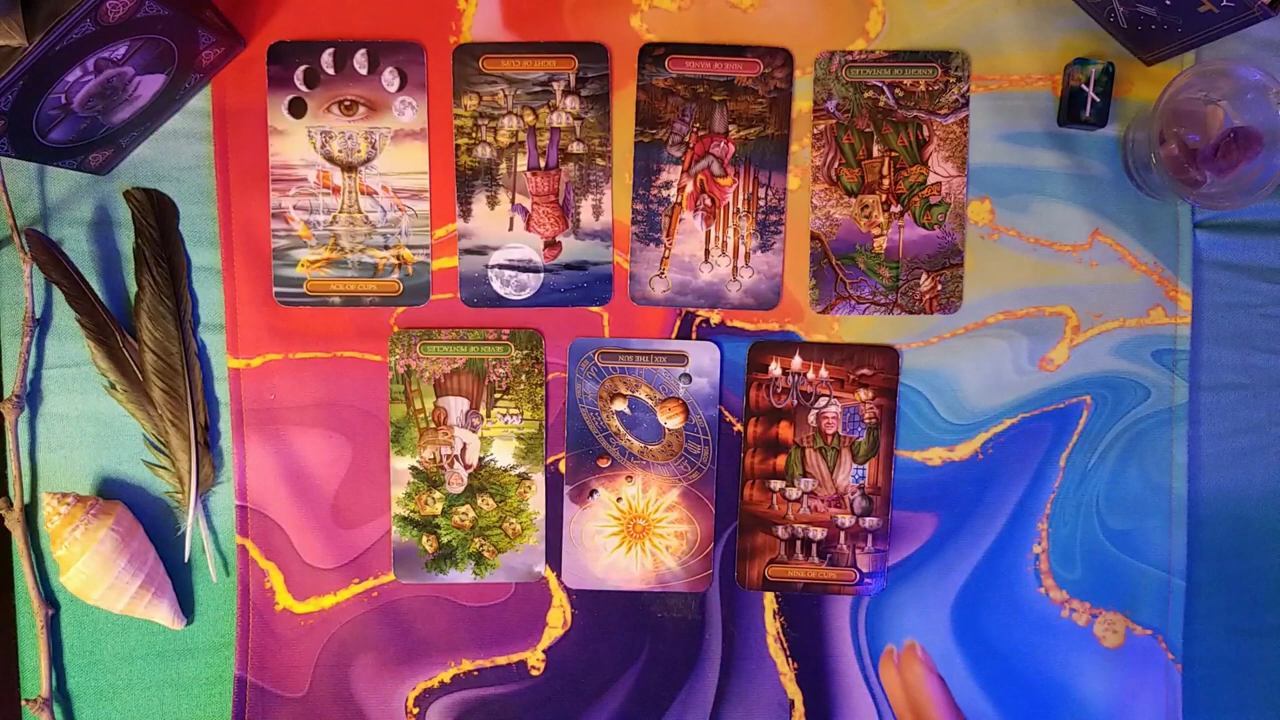 ACE OF CUPS
EIGHT OF CUPS
NINE OF WANDS
KNIGHT OF PENTACLES
SEVEN OF PENTACLES
XIX | THE SUN
NINE OF CUPS